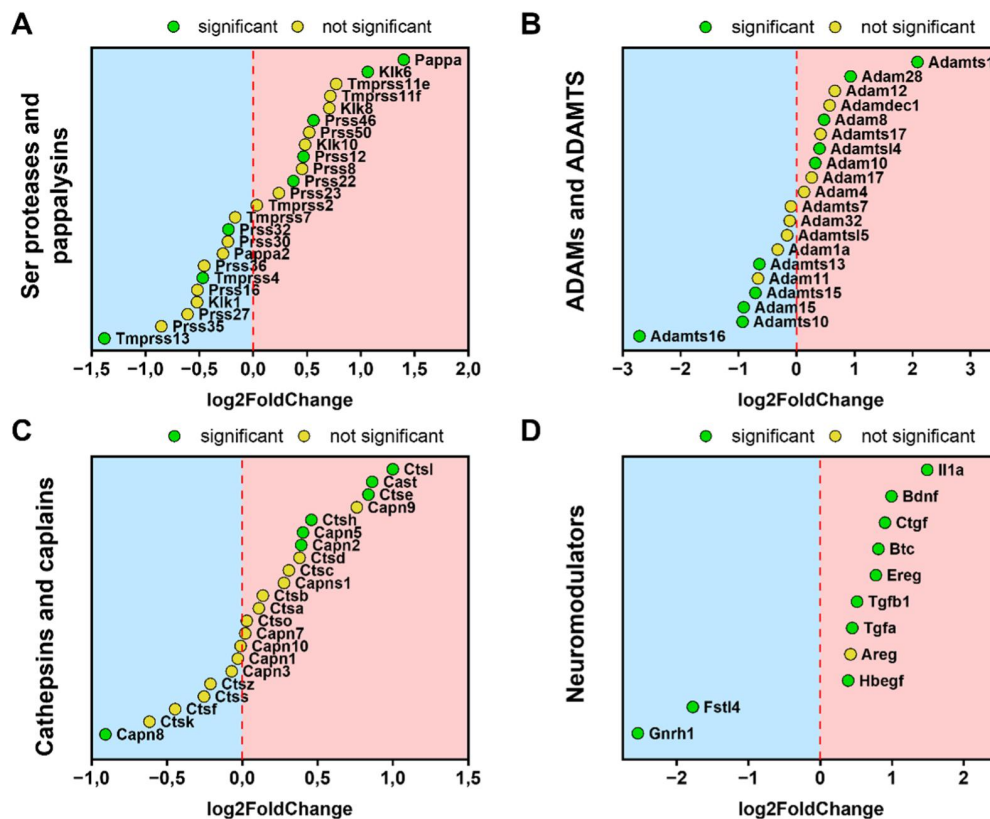 A
significant
not significant
Ser proteases and
pappalysins
Pappa
Klk6
Tmprss11e
Tmprss11f
Klk8
Prss46
Prss50
Klk10
Prss12
Prss8
Prss22
Prss23
Tmprss2
Tmprss7
Prss32
Prss30
Pappa2
Prss36
Tmprss4
Prss16
Klk1
Prss27
Prss35
Tmprss13
−1,5 −1,0 −0,5 0,0 0,5 1,0 1,5 2,0
log2FoldChange
B
significant
not significant
ADAMs and ADAMTS
Adamts1
Adam28
Adam12
Adamdec1
Adam8
Adamts17
Adamtsl4
Adam10
Adam17
Adam4
Adamts7
Adam32
Adamtsl5
Adam1a
Adamts13
Adam11
Adamts15
Adam15
Adamts10
Adamts16
−3 −2 −1 0 1 2 3
log2FoldChange
C
significant
not significant
Cathepsins and caplains
Ctsl
Cast
Ctse
Capn9
Ctsh
Capn5
Capn2
Ctsd
Ctsc
Capns1
Ctsb
Ctsa
Ctso
Capn7
Capn10
Capn1
Capn3
Ctsz
Ctss
Ctsf
Ctsk
Capn8
−1,0 −0,5 0,0 0,5 1,0 1,5
log2FoldChange
D
significant
not significant
Neuromodulators
Il1a
Bdnf
Ctgf
Btc
Ereg
Tgfb1
Tgfa
Areg
Hbegf
Fstl4
Gnrh1
−2 −1 0 1 2
log2FoldChange